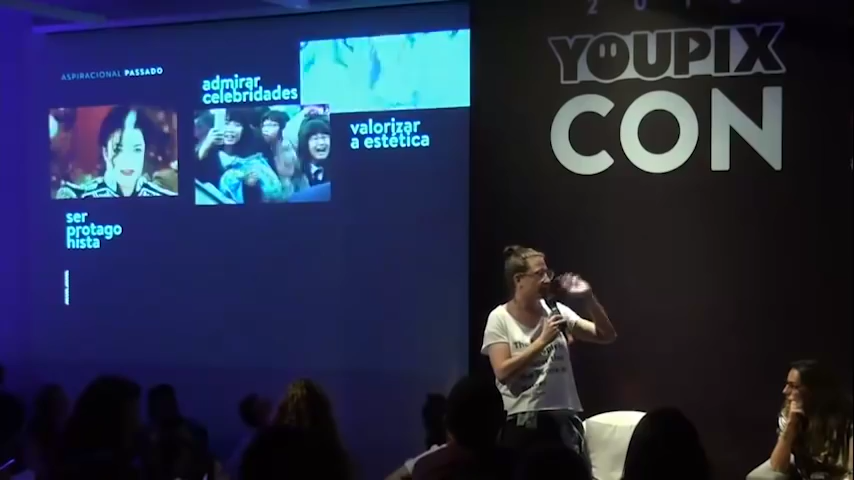 ASPIRACIONAL PASSADO
admirar
celebridades
valorizar
a estética
ser
protago
nista
YOUPIX
CON